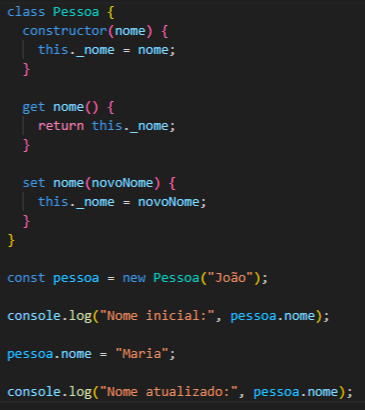 class Pessoa {
  constructor(nome) {
    this._nome = nome;
  }

  get nome() {
    return this._nome;
  }

  set nome(novoNome) {
    this._nome = novoNome;
  }
}

const pessoa = new Pessoa("João");

console.log("Nome inicial:", pessoa.nome);

pessoa.nome = "Maria";

console.log("Nome atualizado:", pessoa.nome);